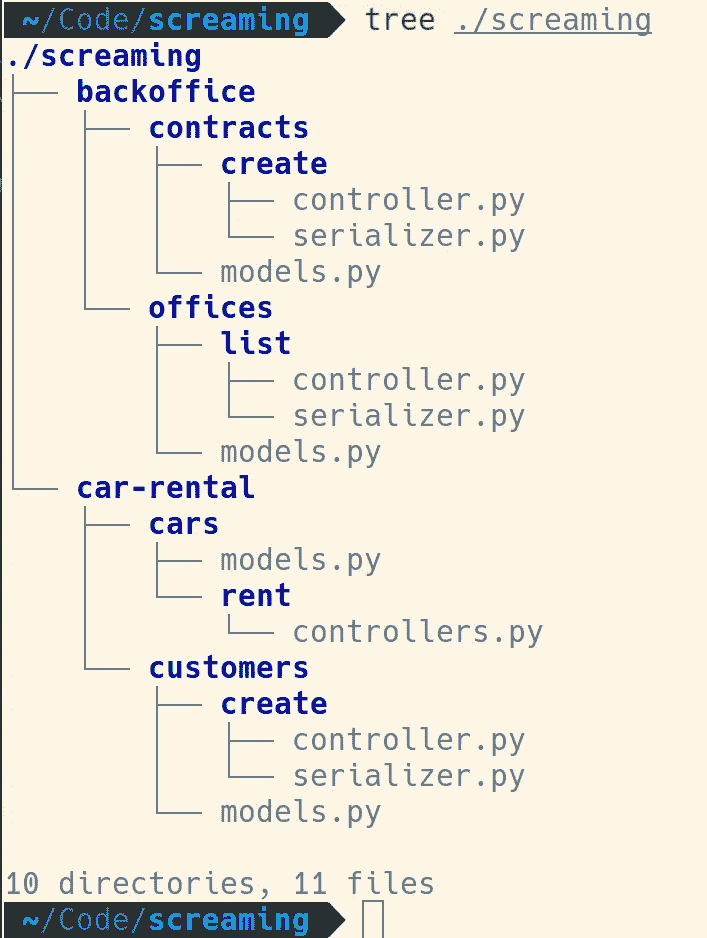 ~/Code/screaming tree ./screaming
./screaming
├── backoffice
│   ├── contracts
│   │   ├── create
│   │   │   ├── controller.py
│   │   │   └── serializer.py
│   │   └── models.py
│   └── offices
│       ├── list
│       │   ├── controller.py
│       │   └── serializer.py
│       └── models.py
└── car-rental
    ├── cars
    │   ├── models.py
    │   └── rent
    │       └── controllers.py
    └── customers
        ├── create
        │   ├── controller.py
        │   └── serializer.py
        └── models.py
10 directories, 11 files
~/Code/screaming